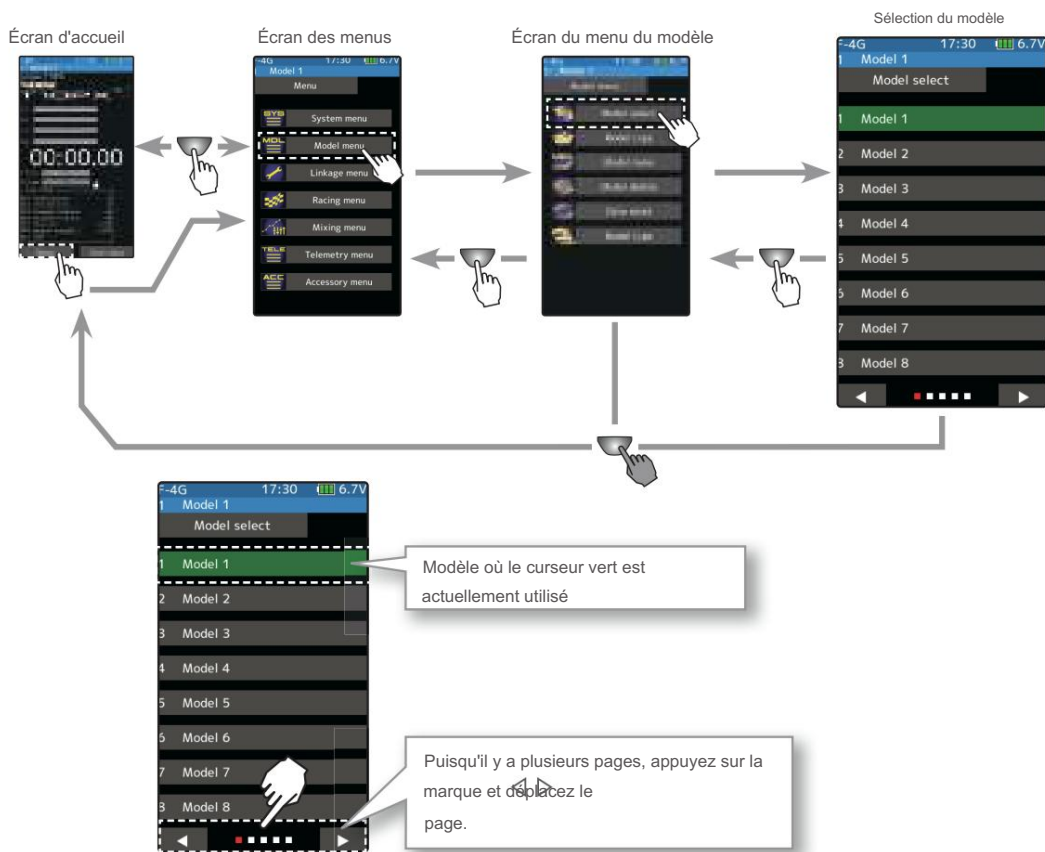 Sélection du modèle
Écran d'accueil
Écran des menus
Écran du menu du modèle
00:00.00
-4G 17:30 6.7V
Model 1
Menu
SYS System menu
MDL Model menu
Linkage menu
Racing menu
Mixing menu
TELE Telemetry menu
ACC Accessory menu
-4G 17:30 6.7V
1 Model 1
Model select
1 Model 1
2 Model 2
3 Model 3
4 Model 4
5 Model 5
6 Model 6
7 Model 7
8 Model 8
-4G 17:30 6.7V
1 Model 1
Model select
1 Model 1
2 Model 2
3 Model 3
4 Model 4
5 Model 5
6 Model 6
7 Model 7
8 Model 8
Modèle où le curseur vert est
actuellement utilisé
Puisqu'il y a plusieurs pages, appuyez sur la
marque et déplacez le
page.